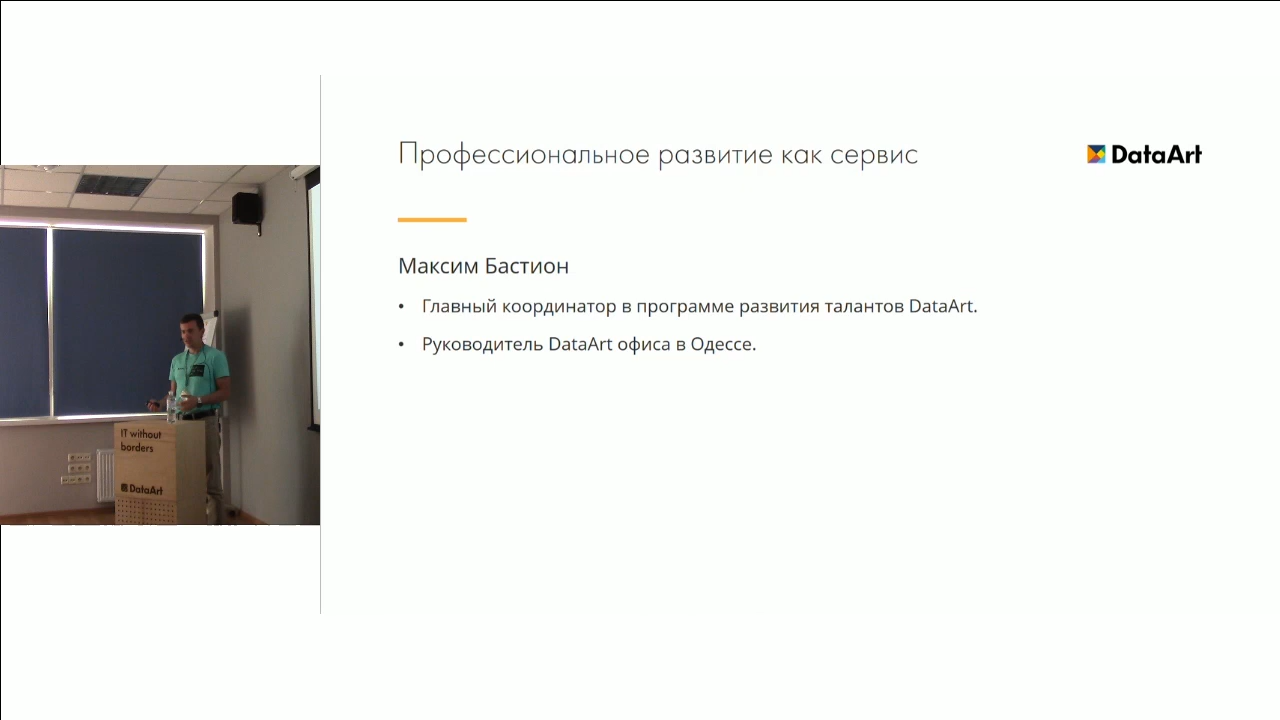 Профессиональное развитие как сервис
DataArt
Максим Бастион
• Главный координатор в программе развития талантов DataArt.
• Руководитель DataArt офиса в Одессе.
IT without
borders
DataArt